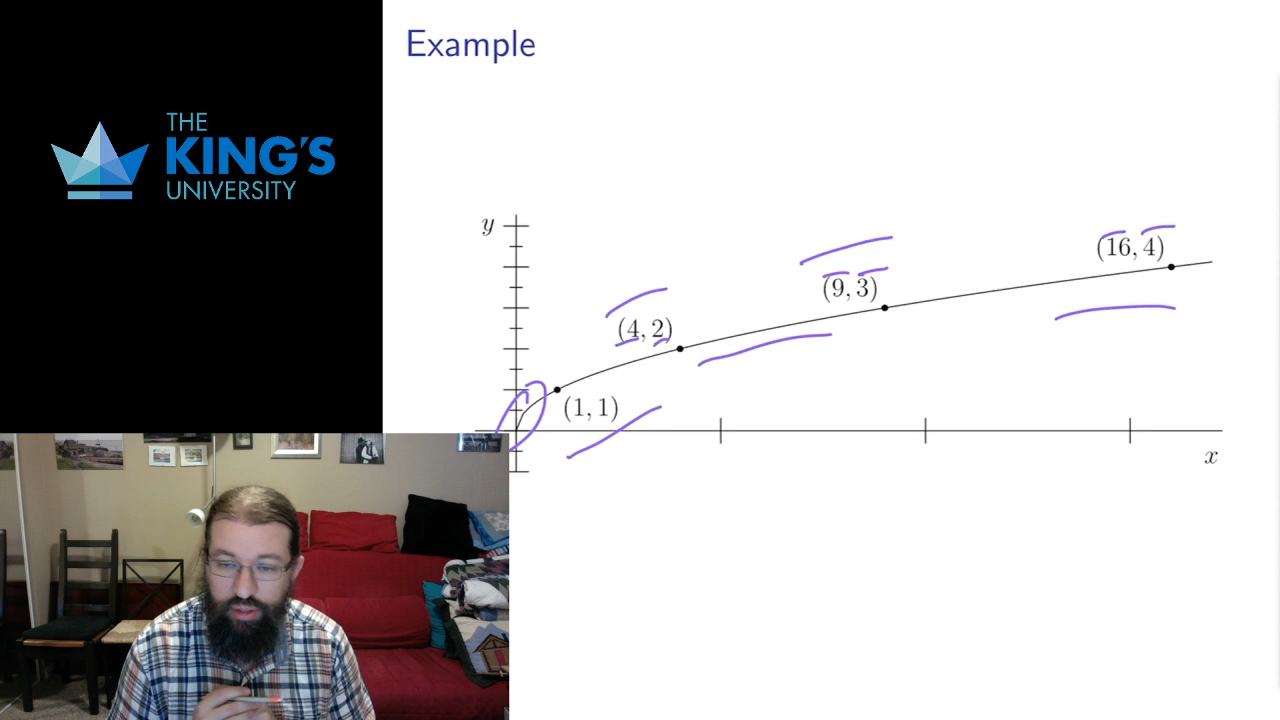 THE
KING'S
UNIVERSITY
Example
y
(16, 4)
(9, 3)
(4, 2)
(1, 1)
x